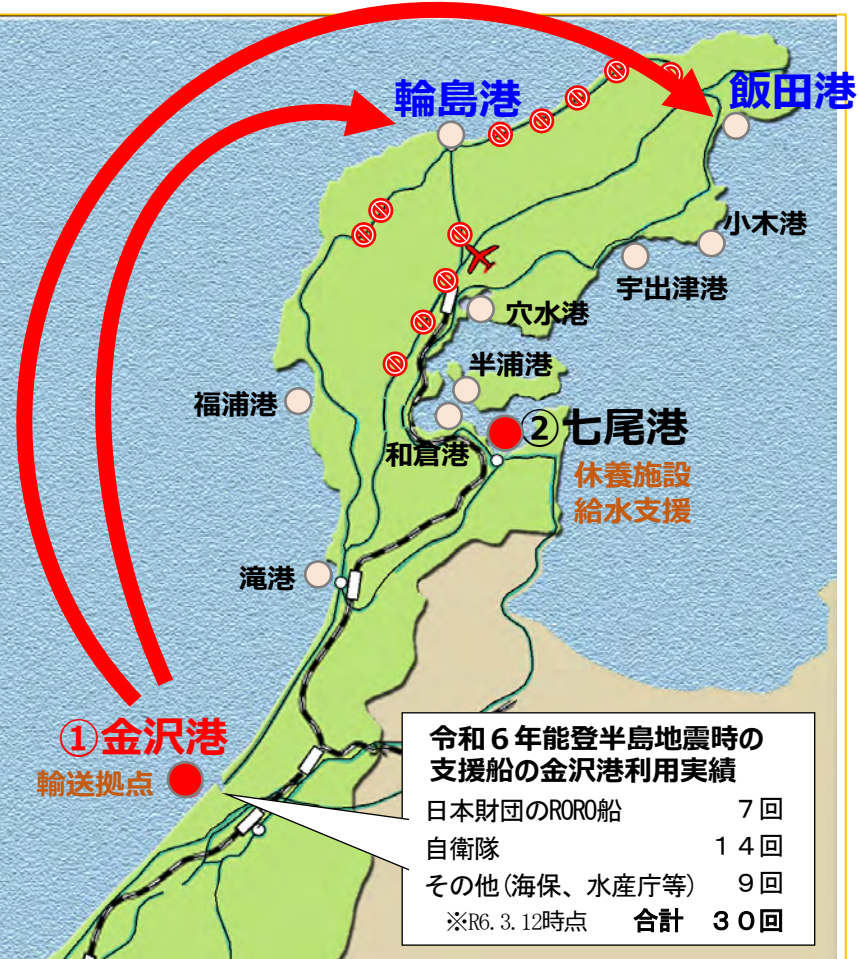 輪島港
飯田港
小木港
宇出津港
穴水港
半浦港
福浦港
②七尾港
和倉港
休養施設
給水支援
滝港
①金沢港
輸送拠点
令和６年能登半島地震時の
支援船の金沢港利用実績
日本財団のRORO船 ７回
自衛隊 １４回
その他(海保、水産庁等) ９回
※R6.3.12時点 合計 ３０回